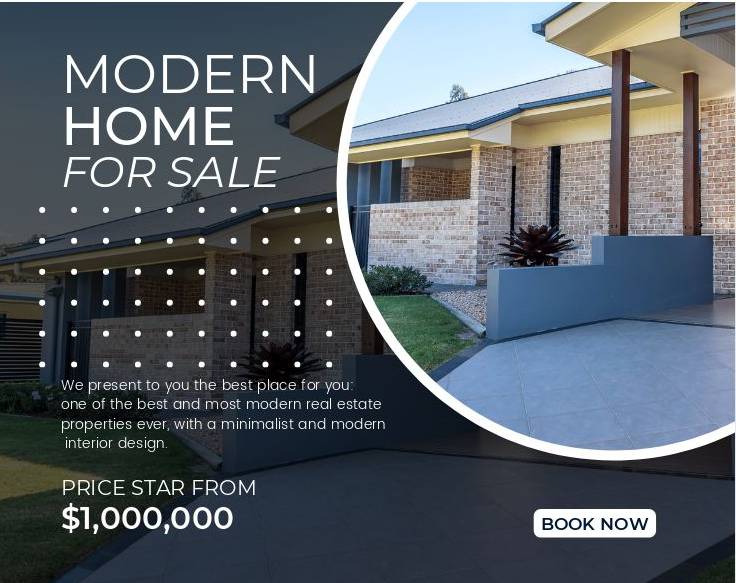 MODERN
HOME
FOR SALE
We present to you the best place for you:
one of the best and most modern real estate
properties ever, with a minimalist and modern
interior design.
PRICE STAR FROM
$1,000,000
BOOK NOW